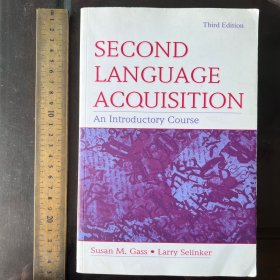 Third Edition
SECOND
LANGUAGE
ACQUISITION
An Introductory Course
Susan M. Gass • Larry Selinker